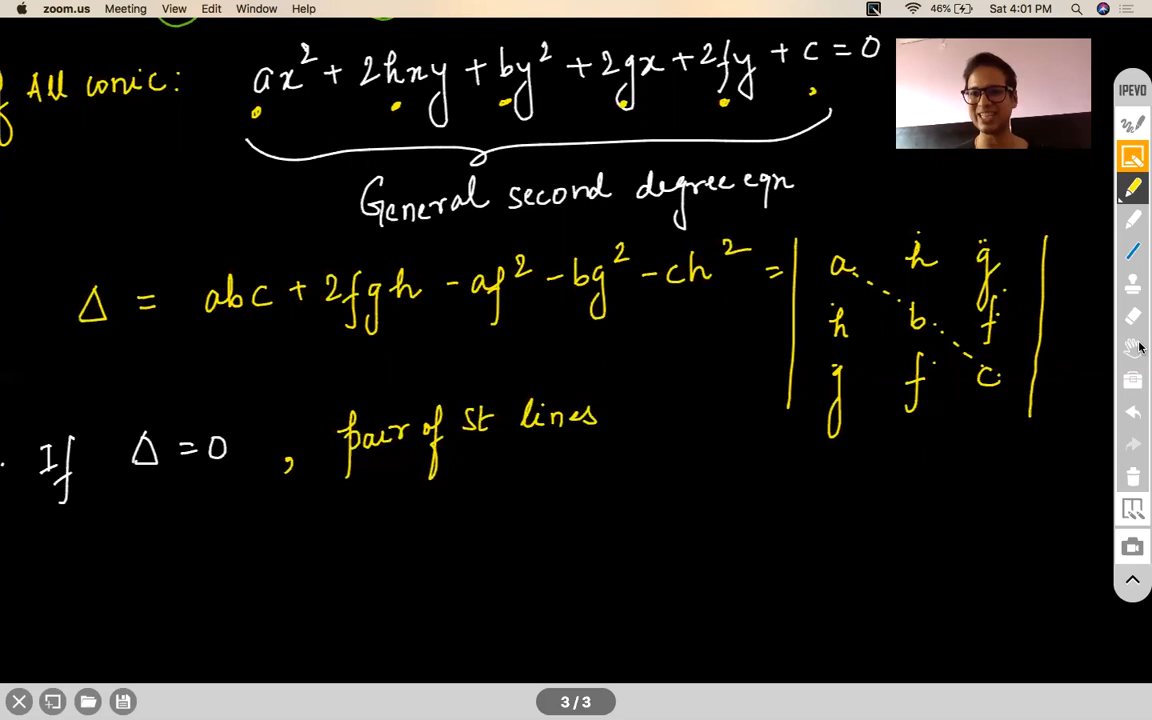 zoom.us Meeting View Edit Window Help 46% Sat 4:01 PM
All conic: ax² + 2hxy + by² + 2gx + 2fy + c = 0
IPEVO
General second degree eqn
Δ = abc + 2fgh - af² - bg² - ch² = | a h g
h b f
g f c |
If Δ = 0 , pair of st lines
3 / 3